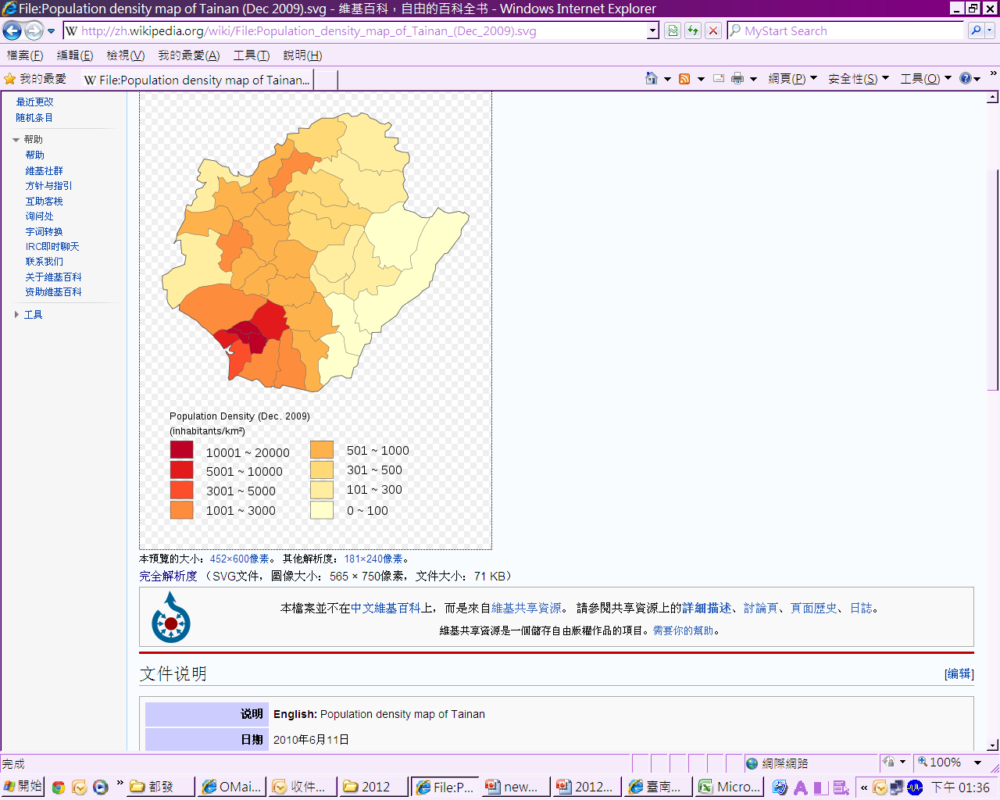 File:Population density map of Tainan (Dec 2009).svg - 維基百科，自由的百科全书 - Windows Internet Explorer
http://zh.wikipedia.org/wiki/File:Population_density_map_of_Tainan_(Dec_2009).svg
MyStart Search
檔案(F) 編輯(E) 檢視(V) 我的最愛(A) 工具(T) 說明(H)
我的最愛 W File:Population density map of Tainan... 網頁(P) 安全性(S) 工具(O)
最近更改
随机条目
帮助
帮助
維基社群
方针与指引
互助客栈
询问处
字词转换
IRC即时聊天
联系我们
关于維基百科
资助維基百科
工具
Population Density (Dec. 2009)
(inhabitants/km²)
10001 ~ 20000 501 ~ 1000
5001 ~ 10000 301 ~ 500
3001 ~ 5000 101 ~ 300
1001 ~ 3000 0 ~ 100
本預覽的大小：452×600像素。 其他解析度：181×240像素。
完全解析度 （SVG文件，圖像大小：565 × 750像素，文件大小：71 KB）
本檔案並不在中文維基百科上，而是來自維基共享資源。 請參閱共享資源上的詳細描述、討論頁、頁面歷史、日誌。
維基共享資源是一個儲存自由版權作品的項目。需要你的幫助。
文件说明 [编辑]
说明 English: Population density map of Tainan
日期 2010年6月11日
完成 網際網路 100%
開始 都發 OMai... 收件... 2012 File:P... new... 2012... 臺南... Micro... 下午 01:36